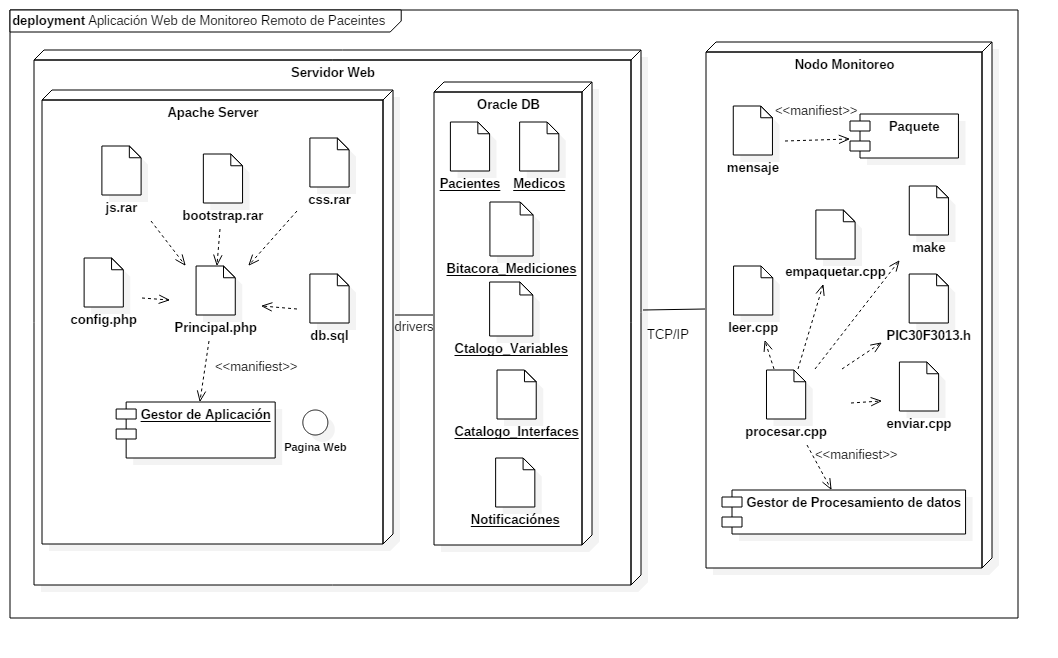 deployment Aplicación Web de Monitoreo Remoto de Paceintes
Servidor Web
Apache Server
js.rar
bootstrap.rar
css.rar
config.php
Principal.php
db.sql
<<manifiest>>
Gestor de Aplicación
Pagina Web
drivers
Oracle DB
Pacientes
Medicos
Bitacora_Mediciones
Ctalogo_Variables
Catalogo_Interfaces
Notificaciónes
TCP/IP
Nodo Monitoreo
<<manifiest>>
Paquete
mensaje
make
empaquetar.cpp
leer.cpp
PIC30F3013.h
procesar.cpp
enviar.cpp
<<manifiest>>
Gestor de Procesamiento de datos